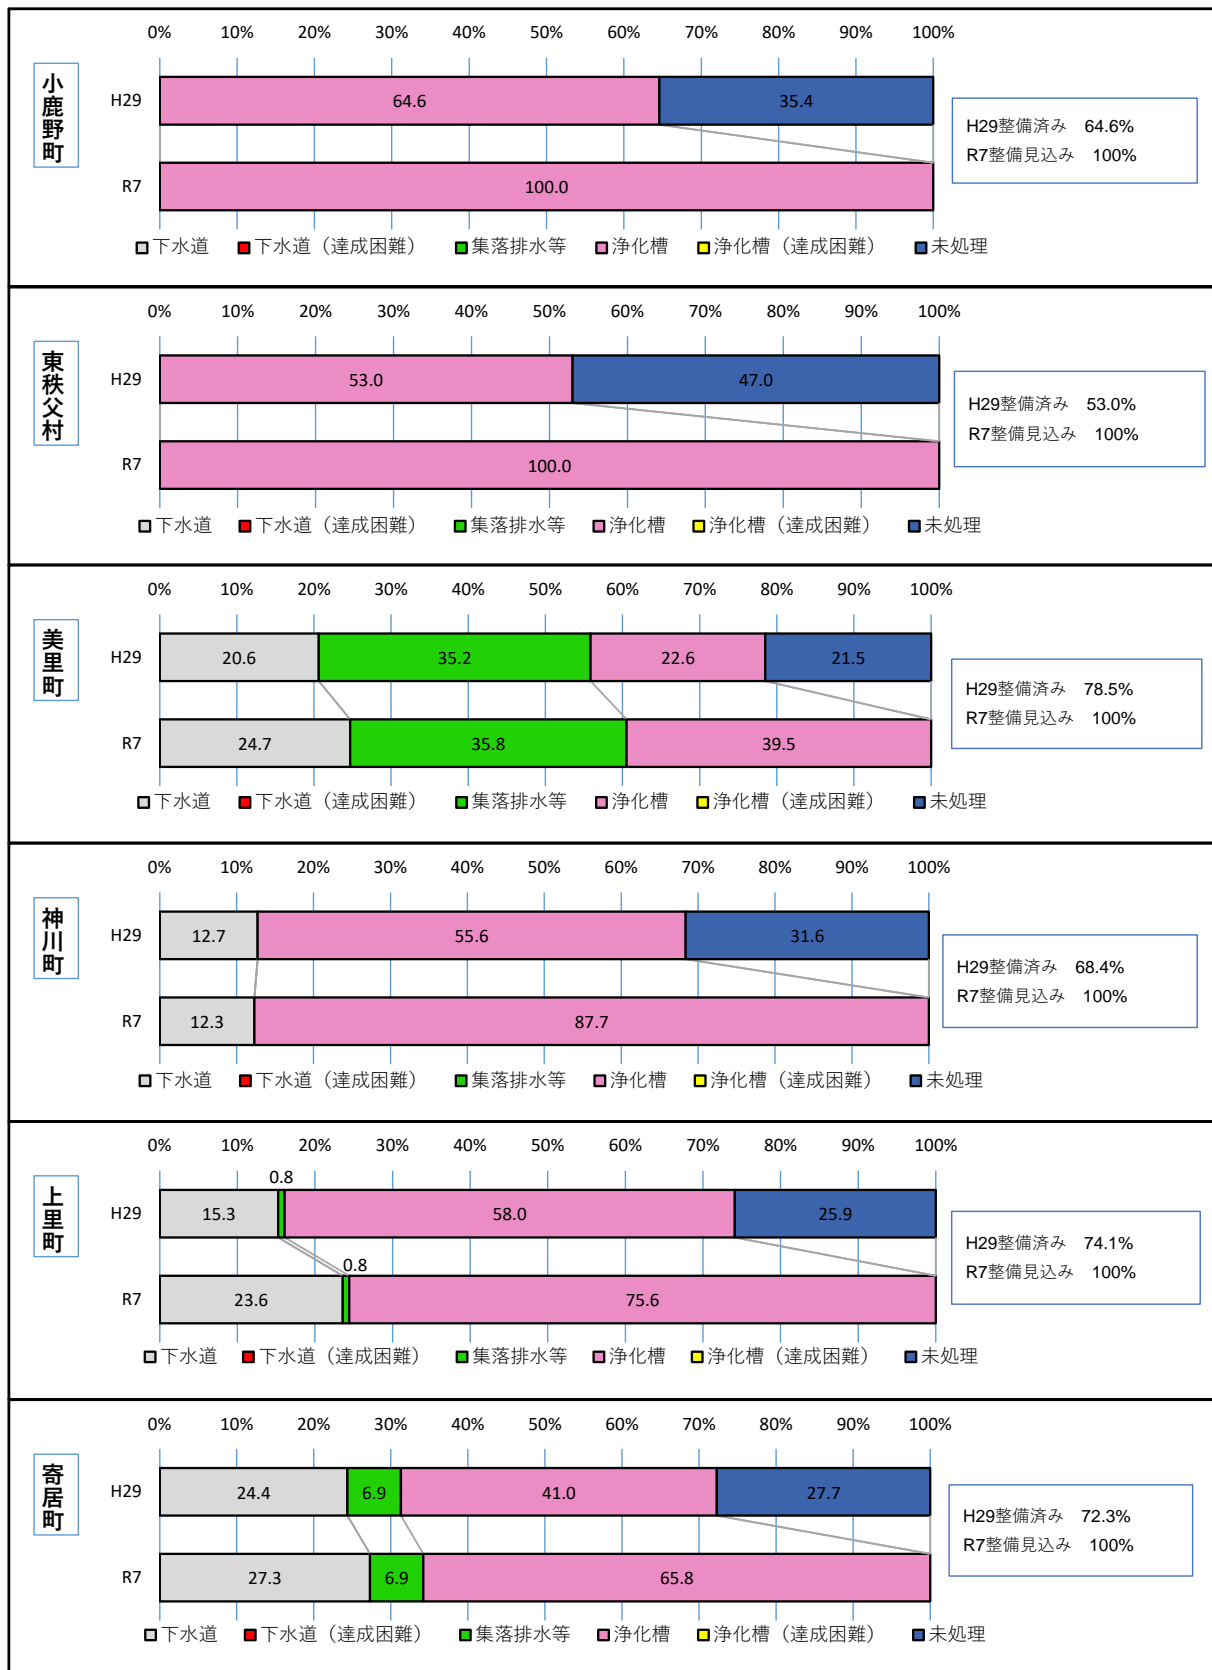 0% 10% 20% 30% 40% 50% 60% 70% 80% 90% 100%
小鹿野町
H29 64.6 35.4
H29整備済み 64.6%
R7整備見込み 100%
R7 100.0
下水道 下水道（達成困難） 集落排水等 浄化槽 浄化槽（達成困難） 未処理
0% 10% 20% 30% 40% 50% 60% 70% 80% 90% 100%
東秩父村
H29 53.0 47.0
H29整備済み 53.0%
R7整備見込み 100%
R7 100.0
下水道 下水道（達成困難） 集落排水等 浄化槽 浄化槽（達成困難） 未処理
0% 10% 20% 30% 40% 50% 60% 70% 80% 90% 100%
美里町
H29 20.6 35.2 22.6 21.5
H29整備済み 78.5%
R7整備見込み 100%
R7 24.7 35.8 39.5
下水道 下水道（達成困難） 集落排水等 浄化槽 浄化槽（達成困難） 未処理
0% 10% 20% 30% 40% 50% 60% 70% 80% 90% 100%
神川町
H29 12.7 55.6 31.6
H29整備済み 68.4%
R7整備見込み 100%
R7 12.3 87.7
下水道 下水道（達成困難） 集落排水等 浄化槽 浄化槽（達成困難） 未処理
0% 10% 20% 30% 40% 50% 60% 70% 80% 90% 100%
上里町
0.8
H29 15.3 58.0 25.9
H29整備済み 74.1%
R7整備見込み 100%
0.8
R7 23.6 75.6
下水道 下水道（達成困難） 集落排水等 浄化槽 浄化槽（達成困難） 未処理
0% 10% 20% 30% 40% 50% 60% 70% 80% 90% 100%
寄居町
H29 24.4 6.9 41.0 27.7
H29整備済み 72.3%
R7整備見込み 100%
R7 27.3 6.9 65.8
下水道 下水道（達成困難） 集落排水等 浄化槽 浄化槽（達成困難） 未処理